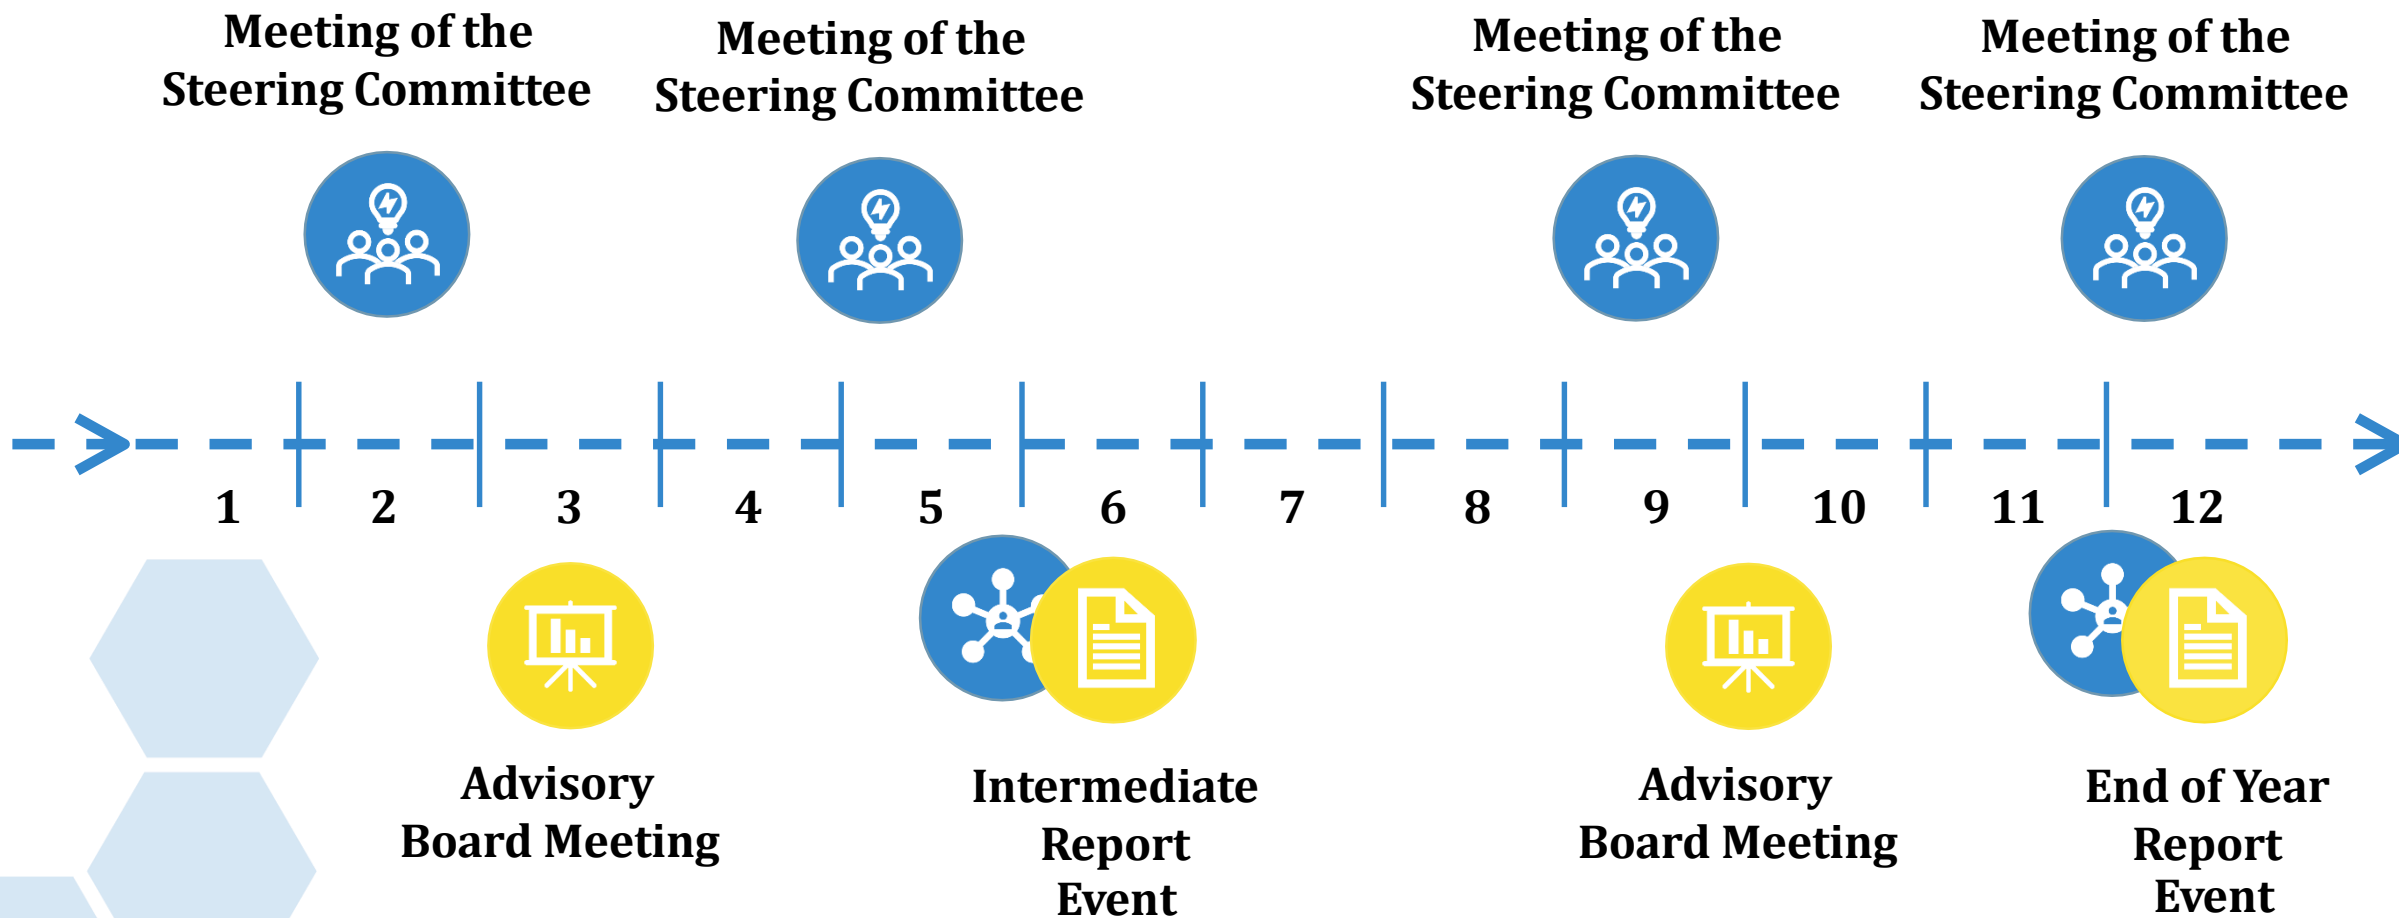 Meeting of the
Steering Committee
Meeting of the
Steering Committee
Meeting of the
Steering Committee
Meeting of the
Steering Committee
1 2 3 4 5 6 7 8 9 10 11 12
Advisory
Board Meeting
Intermediate
Report
Event
Advisory
Board Meeting
End of Year
Report
Event